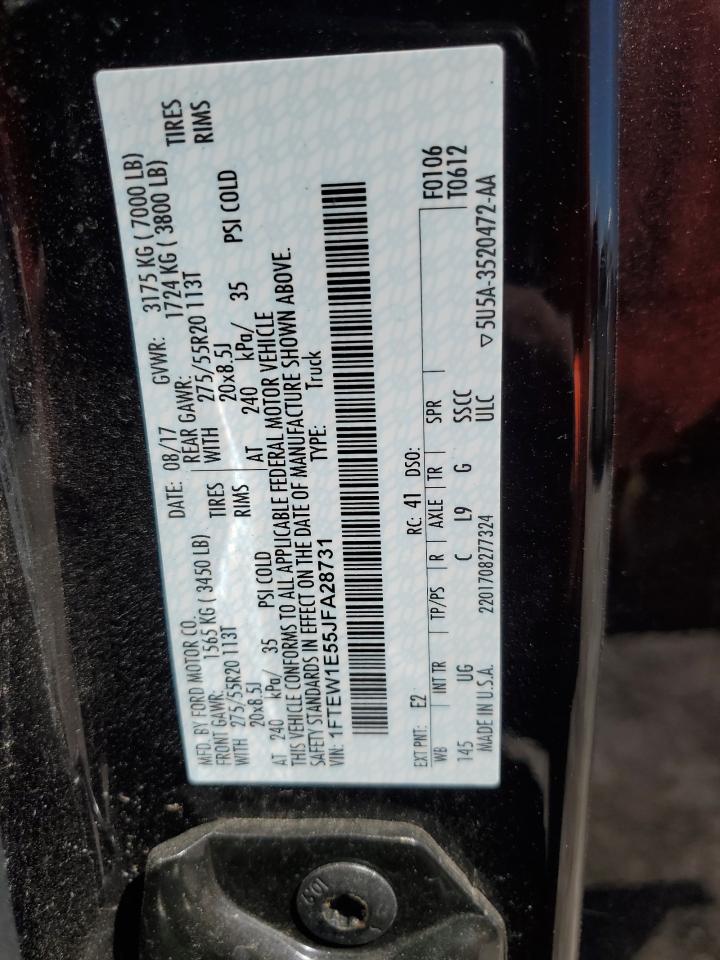 MFD. BY FORD MOTOR CO. DATE: 08/17 GVWR: 3175 KG ( 7000 LB)
FRONT GAWR: 1565 KG ( 3450 LB) REAR GAWR: 1724 KG ( 3800 LB)
WITH 275/55R20 113T TIRES WITH 275/55R20 113T TIRES
20x8.5J RIMS 20x8.5J RIMS
AT 240 kPa/ 35 PSI COLD AT 240 kPa/ 35 PSI COLD
THIS VEHICLE CONFORMS TO ALL APPLICABLE FEDERAL MOTOR VEHICLE
SAFETY STANDARDS IN EFFECT ON THE DATE OF MANUFACTURE SHOWN ABOVE.
VIN: 1FTEW1E55JFA28731 TYPE: Truck
F0106
EXT PNT: E2 RC: 41 DSO: T0612
WB INT TR TP/PS R AXLE TR SPR
145 UG C L9 G SSCC
MADE IN U.S.A. 2201708277324 ULC ▽5U5A-3520472-AA